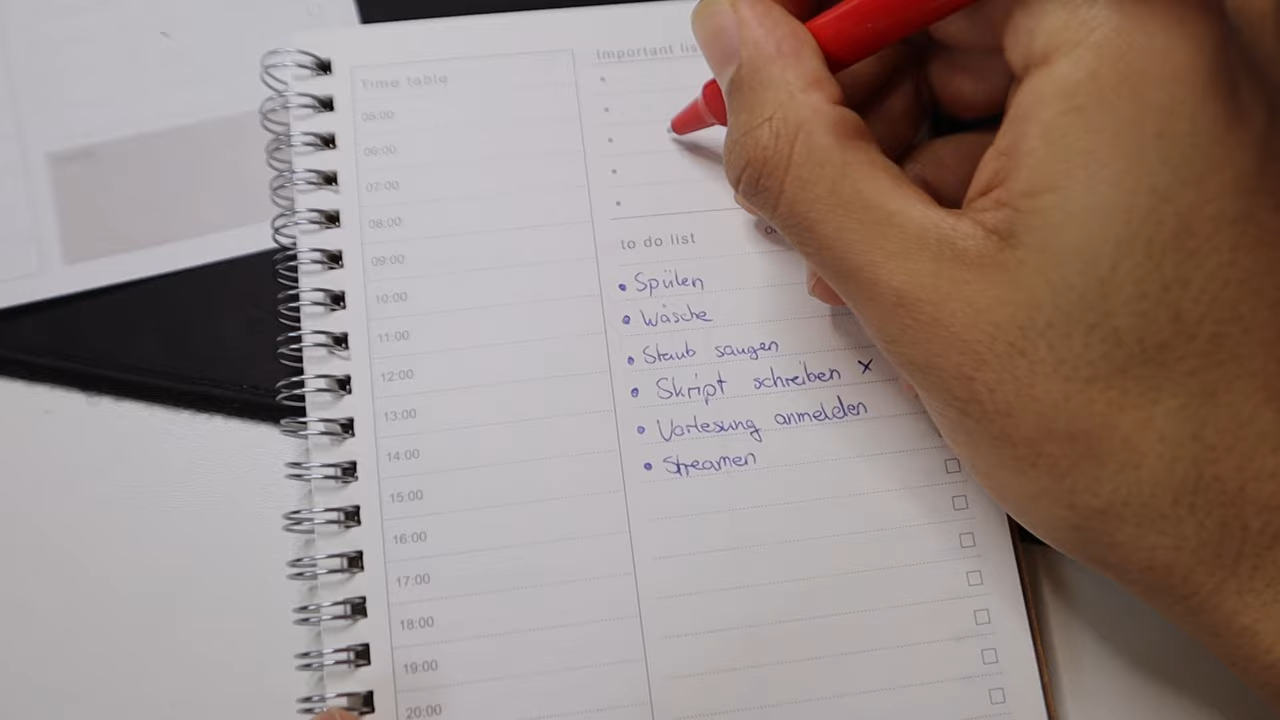 Time table
05:00
06:00
07:00
08:00
09:00
10:00
11:00
12:00
13:00
14:00
15:00
16:00
17:00
18:00
19:00
20:00
Important
to do list
• Spülen
• Wäsche
• Staub saugen
• Skript schreiben x
• Vorlesung anmelden
• Streamen